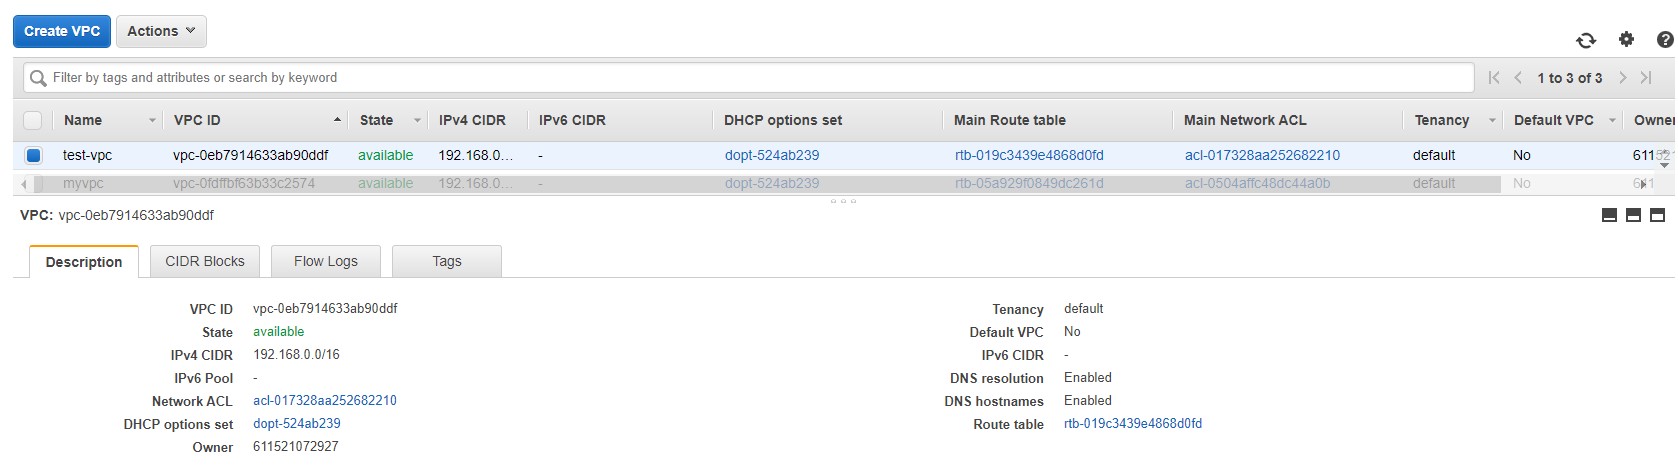 Create VPC Actions
Filter by tags and attributes or search by keyword 1 to 3 of 3
Name VPC ID State IPv4 CIDR IPv6 CIDR DHCP options set Main Route table Main Network ACL Tenancy Default VPC Owner
test-vpc vpc-0eb7914633ab90ddf available 192.168.0... - dopt-524ab239 rtb-019c3439e4868d0fd acl-017328aa252682210 default No 611521
myvpc vpc-0fdffbf63b33c2574 available 192.168.0... - dopt-524ab239 rtb-05a929f0849dc261d acl-0504affc48dc44a0b default No
VPC: vpc-0eb7914633ab90ddf
Description CIDR Blocks Flow Logs Tags
VPC ID vpc-0eb7914633ab90ddf Tenancy default
State available Default VPC No
IPv4 CIDR 192.168.0.0/16 IPv6 CIDR -
IPv6 Pool - DNS resolution Enabled
Network ACL acl-017328aa252682210 DNS hostnames Enabled
DHCP options set dopt-524ab239 Route table rtb-019c3439e4868d0fd
Owner 611521072927